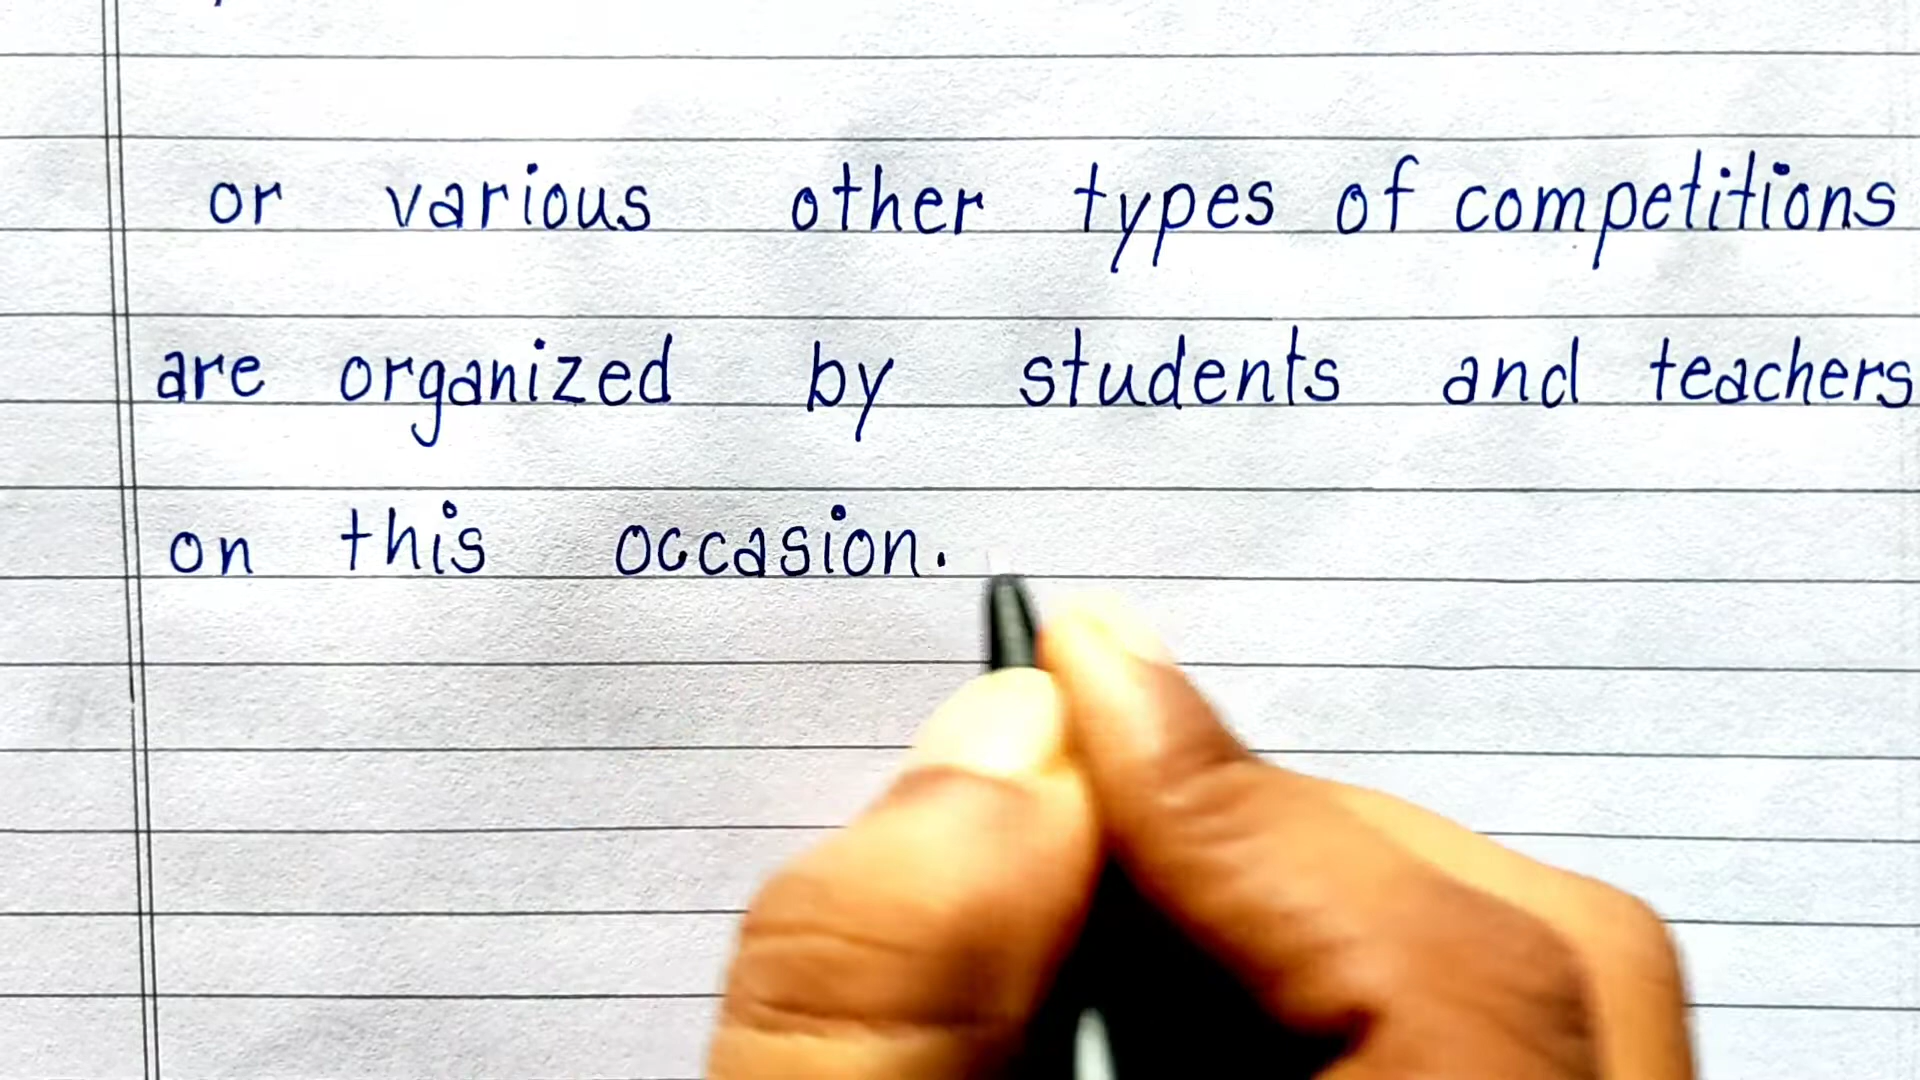 or various other types of competitions
are organized by students and teachers
on this occasion.